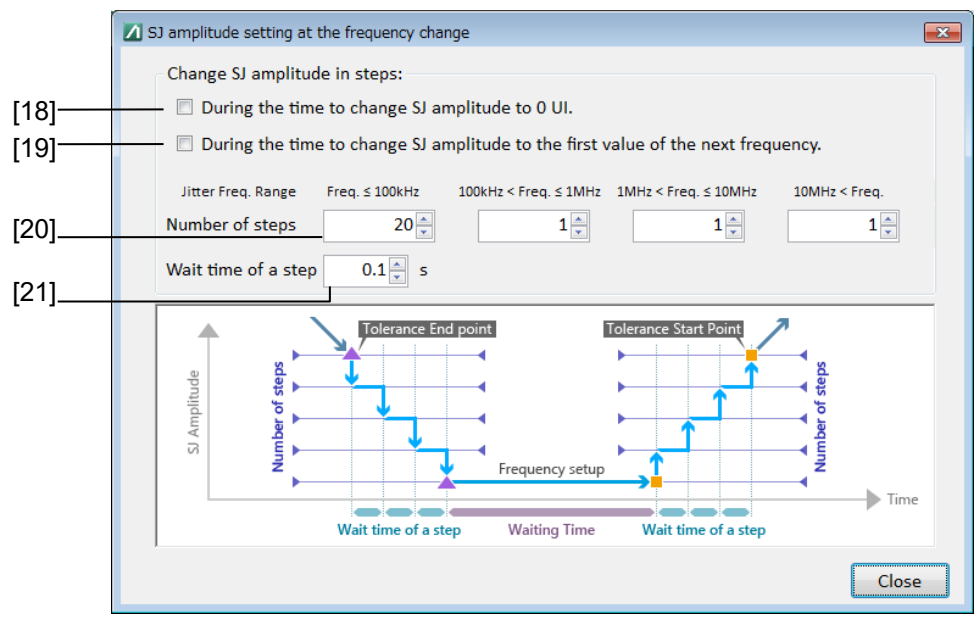 SJ amplitude setting at the frequency change
Change SJ amplitude in steps:
[18] During the time to change SJ amplitude to 0 UI.
[19] During the time to change SJ amplitude to the first value of the next frequency.
Jitter Freq. Range Freq. ≤ 100kHz 100kHz < Freq. ≤ 1MHz 1MHz < Freq. ≤ 10MHz 10MHz < Freq.
[20] Number of steps 20 1 1 1
[21] Wait time of a step 0.1 s
Tolerance End point Tolerance Start Point
SJ Amplitude
Number of steps
Number of steps
Frequency setup
Time
Wait time of a step Waiting Time Wait time of a step
Close